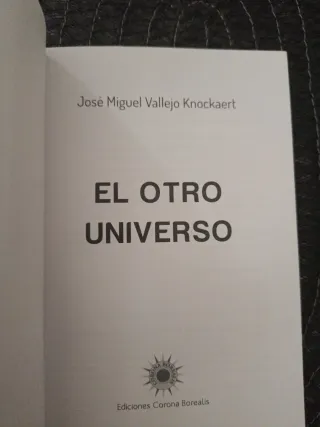 José Miguel Vallejo Knockaert
EL OTRO
UNIVERSO
Ediciones Corona Borealis